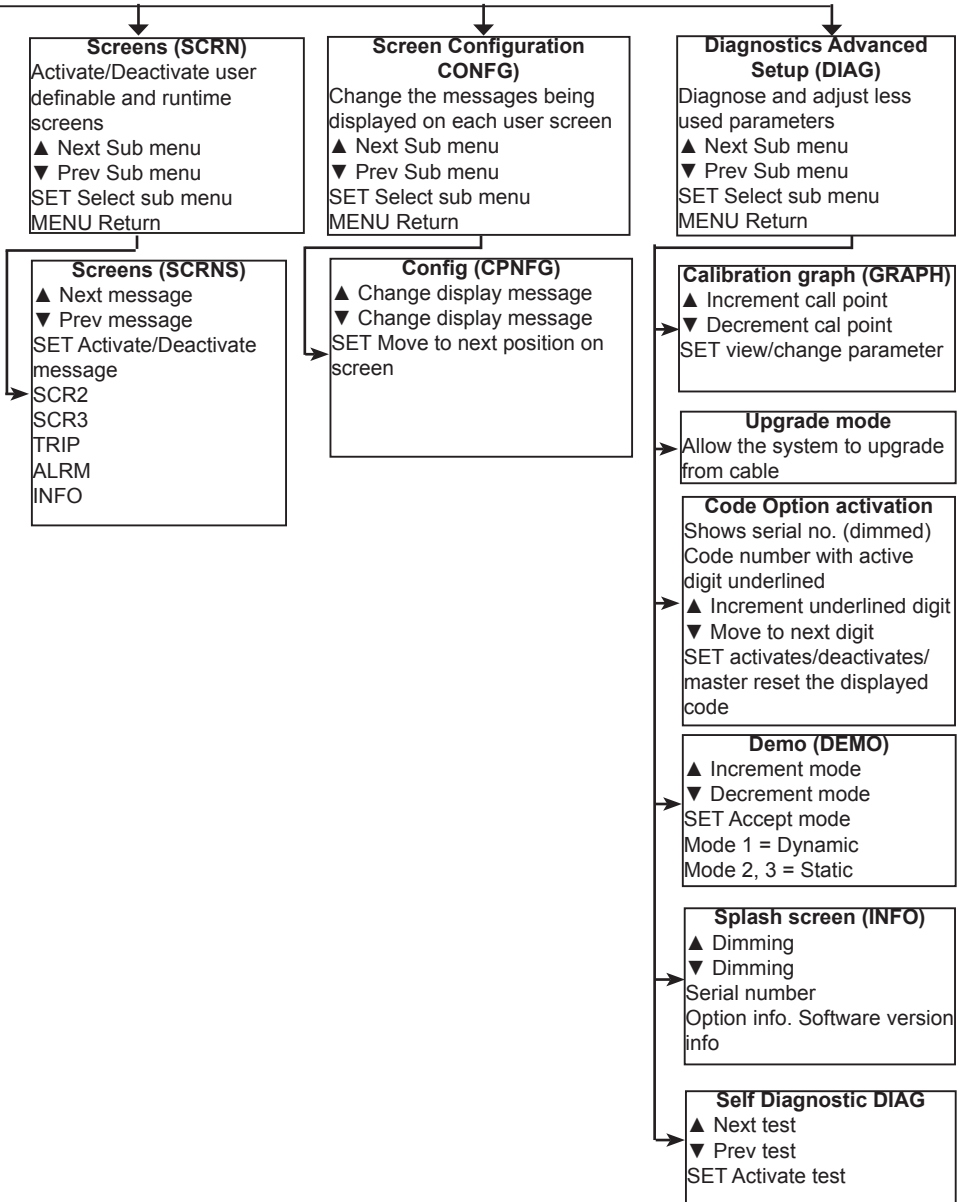 Screens (SCRN)
Activate/Deactivate user
definable and runtime
screens
▲ Next Sub menu
▼ Prev Sub menu
SET Select sub menu
MENU Return
Screen Configuration
CONFG)
Change the messages being
displayed on each user screen
▲ Next Sub menu
▼ Prev Sub menu
SET Select sub menu
MENU Return
Diagnostics Advanced
Setup (DIAG)
Diagnose and adjust less
used parameters
▲ Next Sub menu
▼ Prev Sub menu
SET Select sub menu
MENU Return
Screens (SCRNS)
▲ Next message
▼ Prev message
SET Activate/Deactivate
message
SCR2
SCR3
TRIP
ALRM
INFO
Config (CPNFG)
▲ Change display message
▼ Change display message
SET Move to next position on
screen
Calibration graph (GRAPH)
▲ Increment call point
▼ Decrement cal point
SET view/change parameter
Upgrade mode
Allow the system to upgrade
from cable
Code Option activation
Shows serial no. (dimmed)
Code number with active
digit underlined
▲ Increment underlined digit
▼ Move to next digit
SET activates/deactivates/
master reset the displayed
code
Demo (DEMO)
▲ Increment mode
▼ Decrement mode
SET Accept mode
Mode 1 = Dynamic
Mode 2, 3 = Static
Splash screen (INFO)
▲ Dimming
▼ Dimming
Serial number
Option info. Software version
info
Self Diagnostic DIAG
▲ Next test
▼ Prev test
SET Activate test